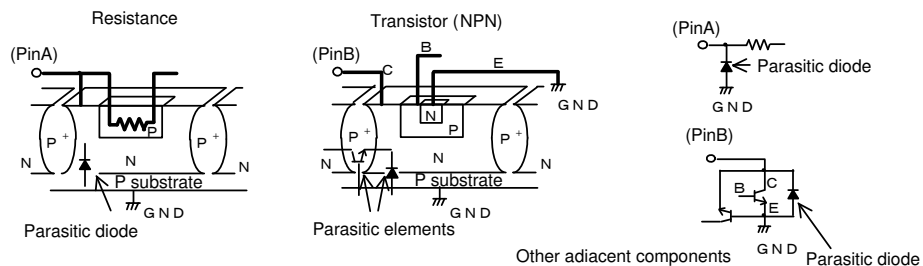 Resistance
(PinA)
P
P +
P +
N
N
N
P substrate
GND
Parasitic diode
Transistor (NPN)
(PinB)
B
C
E
GND
N
P
P +
P +
N
N
N
P substrate
GND
Parasitic elements
(PinA)
Parasitic diode
GND
(PinB)
C
B
E
GND
Parasitic diode
Other adiacent components